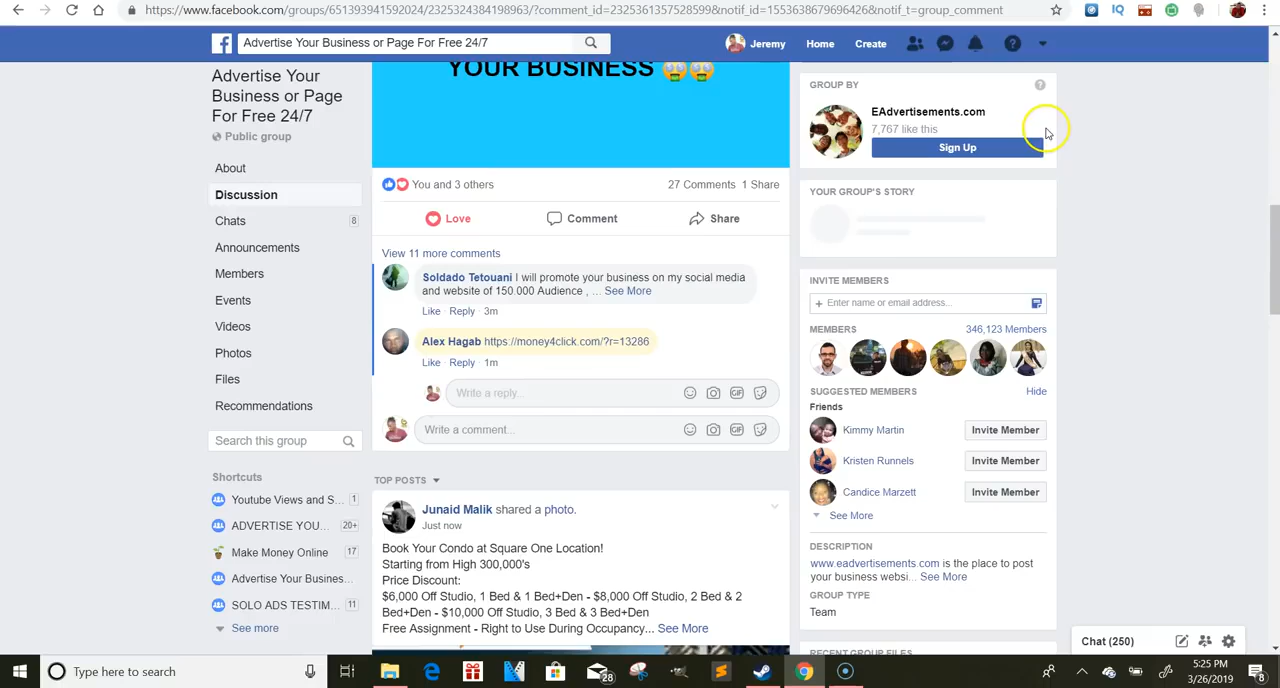 https://www.facebook.com/groups/651393941592024/2325324384198963/?comment_id=2325361357528599&notif_id=1553638679696426&notif_t=group_comment
IQ
Advertise Your Business or Page For Free 24/7
Jeremy
Home
Create
Advertise Your
Business or Page
For Free 24/7
Public group
About
Discussion
Chats
8
Announcements
Members
Events
Videos
Photos
Files
Recommendations
Search this group
Shortcuts
Youtube Views and S...
1
ADVERTISE YOU...
20+
Make Money Online
17
Advertise Your Business...
SOLO ADS TESTIM...
11
See more
YOUR BUSINESS
You and 3 others
27 Comments 1 Share
Love
Comment
Share
View 11 more comments
Soldado Tetouani I will promote your business on my social media
and website of 150.000 Audience , ... See More
Like · Reply · 3m
Alex Hagab https://money4click.com/?r=13286
Like · Reply · 1m
Write a reply...
GIF
Write a comment...
GIF
TOP POSTS
Junaid Malik shared a photo.
Just now
Book Your Condo at Square One Location!
Starting from High 300,000's
Price Discount:
$6,000 Off Studio, 1 Bed & 1 Bed+Den - $8,000 Off Studio, 2 Bed & 2
Bed+Den - $10,000 Off Studio, 3 Bed & 3 Bed+Den
Free Assignment - Right to Use During Occupancy... See More
GROUP BY
EAdvertisements.com
7,767 like this
Sign Up
YOUR GROUP'S STORY
INVITE MEMBERS
+ Enter name or email address...
MEMBERS
346,123 Members
SUGGESTED MEMBERS
Hide
Friends
Kimmy Martin
Invite Member
Kristen Runnels
Invite Member
Candice Marzett
Invite Member
See More
DESCRIPTION
www.eadvertisements.com is the place to post
your business websi... See More
GROUP TYPE
Team
RECENT GROUP FILES
Chat (250)
Type here to search
28
5:25 PM
3/26/2019
8